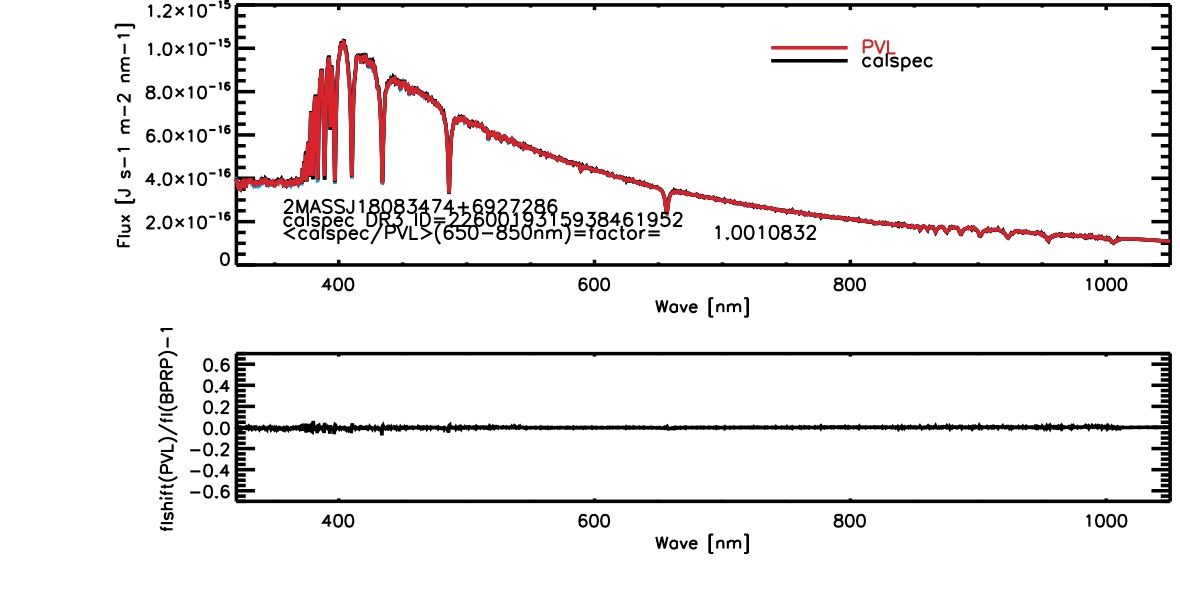 1.2×10−15
1.0×10−15
8.0×10−16
6.0×10−16
4.0×10−16
2.0×10−16
0
Flux [J s−1 m−2 nm−1]
PVL
calspec
2MASSJ18083474+6927286
calspec DR3 ID=2260019315938461952
<calspec/PVL>(650−850nm)=factor= 1.0010832
400 600 800 1000
Wave [nm]
flshift(PVL)/fl(BPRP)−1
0.6
0.4
0.2
0.0
−0.2
−0.4
−0.6
400 600 800 1000
Wave [nm]